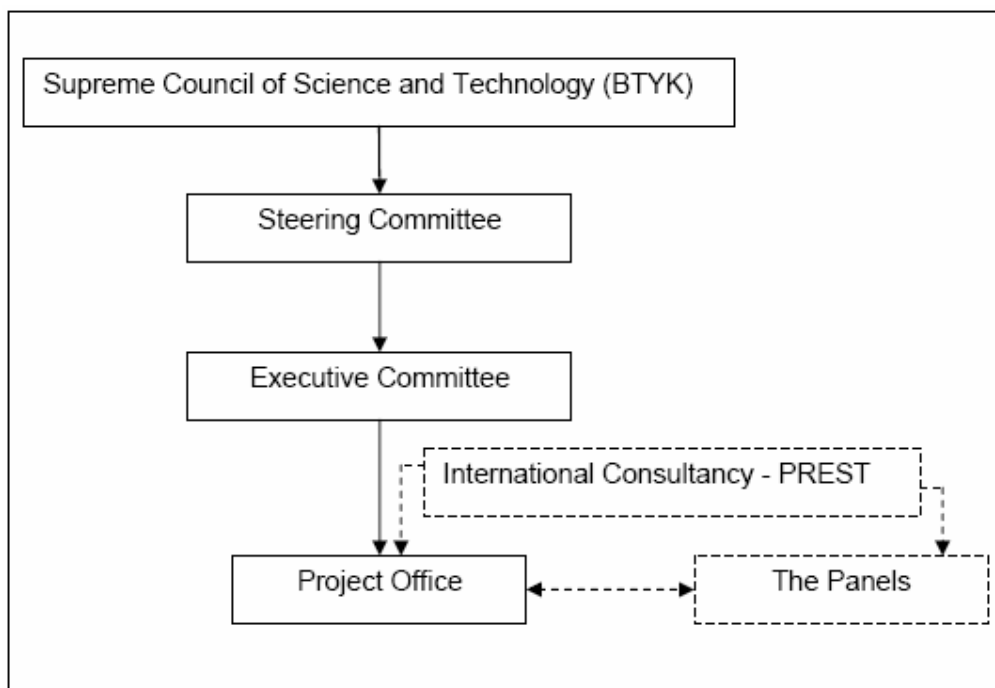 Supreme Council of Science and Technology (BTYK)
Steering Committee
Executive Committee
International Consultancy - PREST
Project Office
The Panels